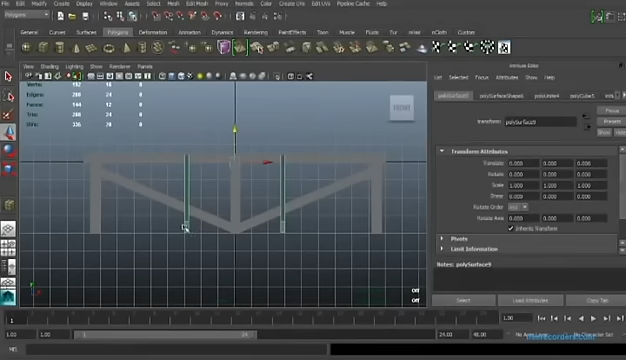 File Edit Modify Create Display Window Assets Mesh Edit Mesh Proxy Normals Color Create UVs Edit UVs Pipeline Cache
Polygons
General Curves Surfaces Polygons Deformation Animation Dynamics Rendering PaintEffects Toon Muscle Fluids Fur nHair nCloth Custom
View Shading Lighting Show Renderer Panels
Verts: 192 16 0
Edges: 288 24 0
Faces: 144 12 0
Tris: 288 24 0
UVs: 336 28 0
FRONT
Off
Off
Attribute Editor
List Selected Focus Attributes Show Help
polySurface9 polySurfaceShape9 polyUnite4 polyCube5
transform: polySurface9
Focus
Presets
Show Hide
Transform Attributes
Translate 0.000 0.000 0.000
Rotate 0.000 0.000 0.000
Scale 1.000 1.000 1.000
Shear 0.000 0.000 0.000
Rotate Order
Rotate Axis 0.000 0.000 0.000
Inherits Transform
Pivots
Limit Information
Notes: polySurface9
Select Load Attributes Copy Tab
1 1.00
1.00 1.00 1 24 24.00 48.00 No Anim Layer No Character Set
MEL